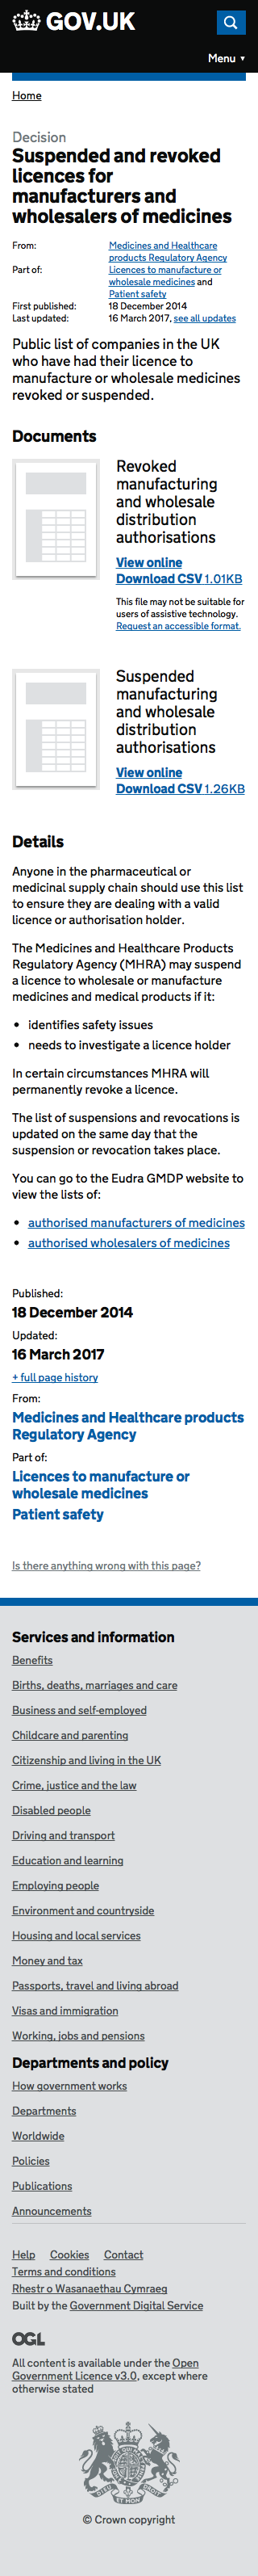 GOV.UK
Menu ▼
Home
Decision
Suspended and revoked
licences for
manufacturers and
wholesalers of medicines
From: Medicines and Healthcare
products Regulatory Agency
Part of: Licences to manufacture or
wholesale medicines and
Patient safety
First published: 18 December 2014
Last updated: 16 March 2017, see all updates
Public list of companies in the UK
who have had their licence to
manufacture or wholesale medicines
revoked or suspended.
Documents
Revoked
manufacturing
and wholesale
distribution
authorisations
View online
Download CSV 1.01KB
This file may not be suitable for
users of assistive technology.
Request an accessible format.
Suspended
manufacturing
and wholesale
distribution
authorisations
View online
Download CSV 1.26KB
Details
Anyone in the pharmaceutical or
medicinal supply chain should use this list
to ensure they are dealing with a valid
licence or authorisation holder.
The Medicines and Healthcare Products
Regulatory Agency (MHRA) may suspend
a licence to wholesale or manufacture
medicines and medical products if it:
• identifies safety issues
• needs to investigate a licence holder
In certain circumstances MHRA will
permanently revoke a licence.
The list of suspensions and revocations is
updated on the same day that the
suspension or revocation takes place.
You can go to the Eudra GMDP website to
view the lists of:
• authorised manufacturers of medicines
• authorised wholesalers of medicines
Published:
18 December 2014
Updated:
16 March 2017
+ full page history
From:
Medicines and Healthcare products
Regulatory Agency
Part of:
Licences to manufacture or
wholesale medicines
Patient safety
Is there anything wrong with this page?
Services and information
Benefits
Births, deaths, marriages and care
Business and self-employed
Childcare and parenting
Citizenship and living in the UK
Crime, justice and the law
Disabled people
Driving and transport
Education and learning
Employing people
Environment and countryside
Housing and local services
Money and tax
Passports, travel and living abroad
Visas and immigration
Working, jobs and pensions
Departments and policy
How government works
Departments
Worldwide
Policies
Publications
Announcements
Help Cookies Contact
Terms and conditions
Rhestr o Wasanaethau Cymraeg
Built by the Government Digital Service
OGL
All content is available under the Open
Government Licence v3.0, except where
otherwise stated
DIEU ET MON
© Crown copyright